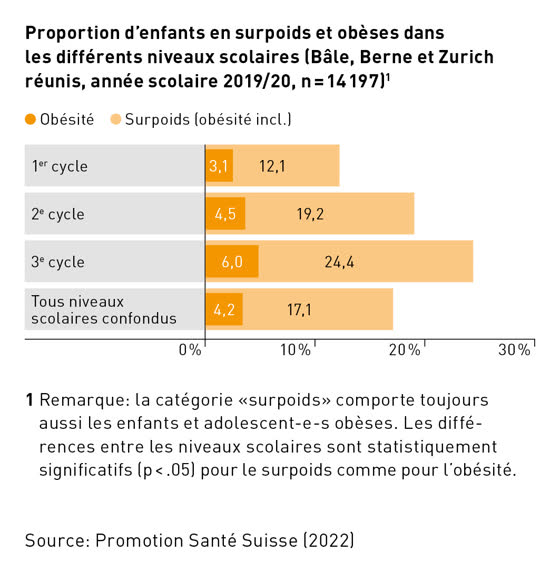 Proportion d’enfants en surpoids et obèses dans
les différents niveaux scolaires (Bâle, Berne et Zurich
réunis, année scolaire 2019/20, n = 14 197)¹
Obésité Surpoids (obésité incl.)
1er cycle 3,1 12,1
2e cycle 4,5 19,2
3e cycle 6,0 24,4
Tous niveaux
scolaires confondus 4,2 17,1
0 % 10 % 20 % 30 %
1 Remarque: la catégorie «surpoids» comporte toujours
aussi les enfants et adolescent-e-s obèses. Les diffé-
rences entre les niveaux scolaires sont statistiquement
significatifs (p < .05) pour le surpoids comme pour l’obésité.
Source: Promotion Santé Suisse (2022)